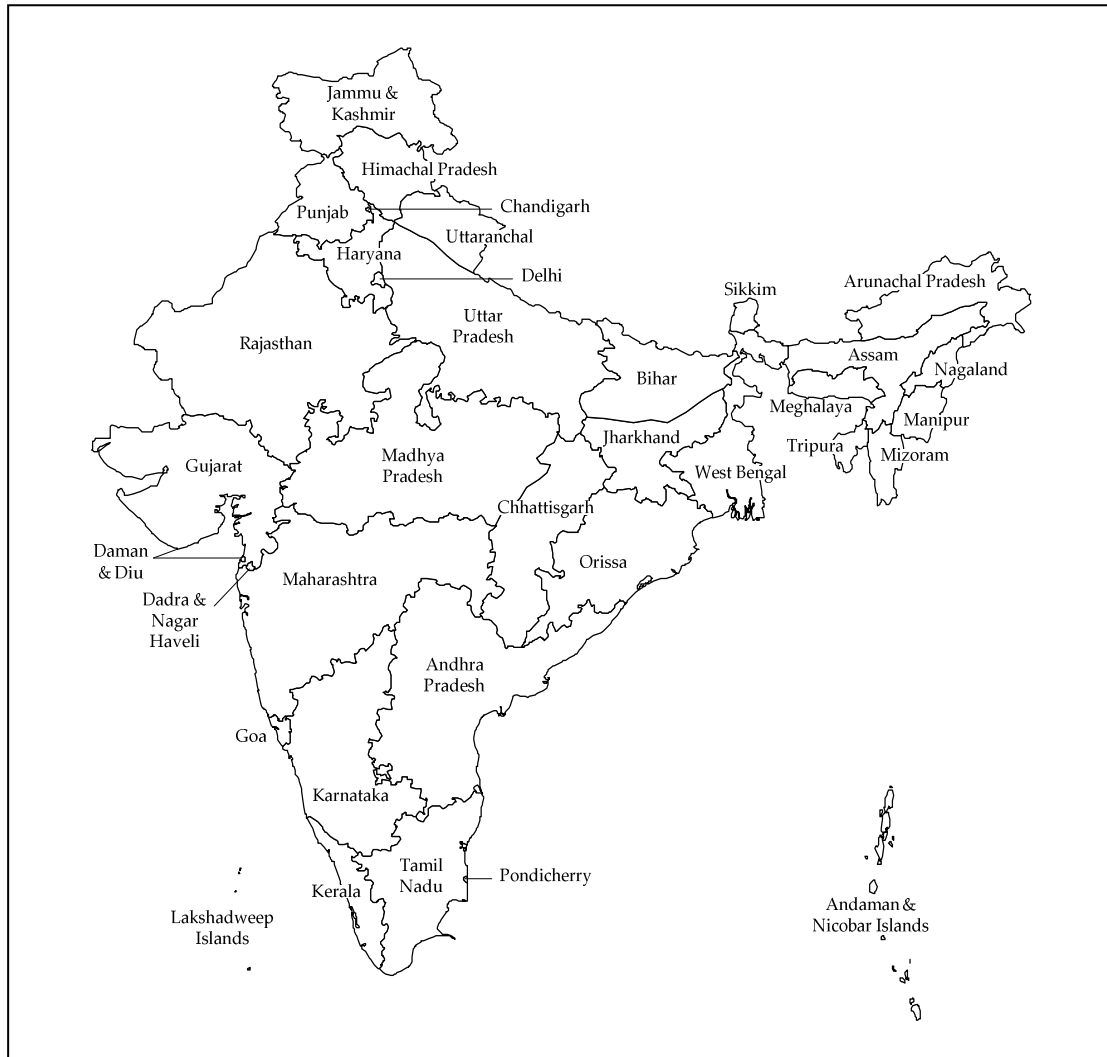 Jammu &
Kashmir
Himachal Pradesh
Punjab
Chandigarh
Uttaranchal
Haryana
Delhi
Arunachal Pradesh
Sikkim
Uttar
Pradesh
Rajasthan
Assam
Nagaland
Bihar
Meghalaya
Manipur
Jharkhand
Tripura
Mizoram
Madhya
Pradesh
Gujarat
West Bengal
Chhattisgarh
Daman
& Diu
Orissa
Maharashtra
Dadra &
Nagar
Haveli
Andhra
Pradesh
Goa
Karnataka
Tamil
Nadu
Pondicherry
Kerala
Lakshadweep
Islands
Andaman &
Nicobar Islands